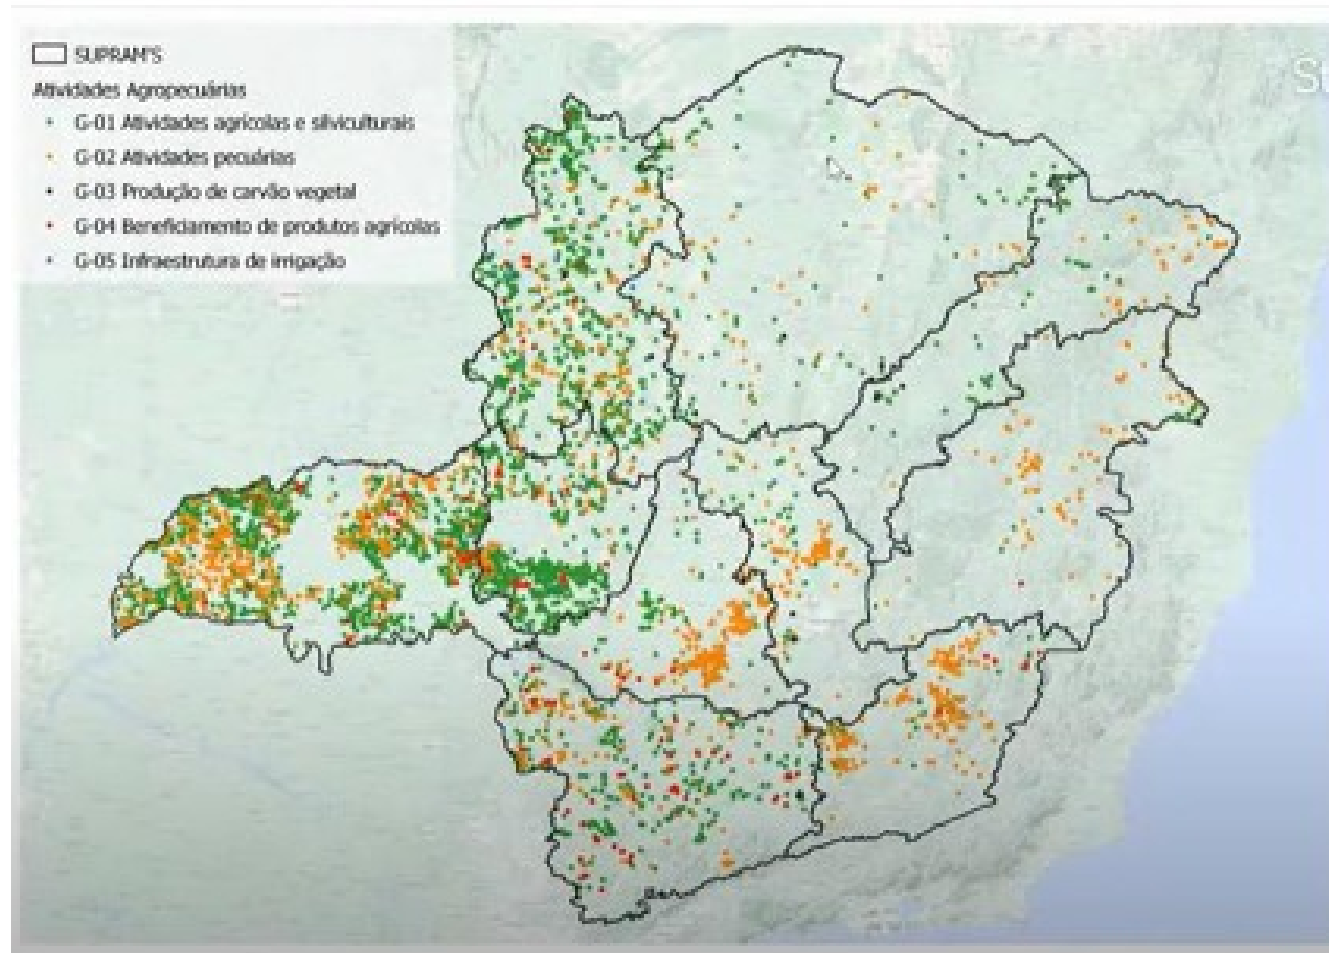 SUPRAM'S
Atividades Agropecuárias
G-01 Atividades agrícolas e silviculturais
G-02 Atividades pecuárias
G-03 Produção de carvão vegetal
G-04 Beneficiamento de produtos agrícolas
G-05 Infraestrutura de irrigação